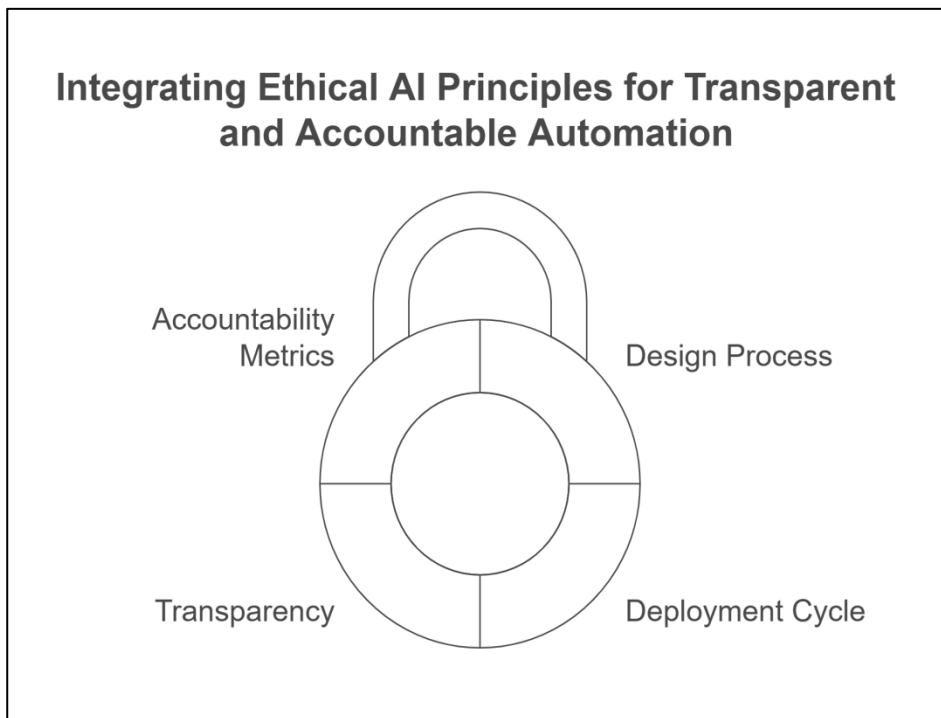 Integrating Ethical AI Principles for Transparent
and Accountable Automation
Accountability
Metrics
Design Process
Transparency
Deployment Cycle